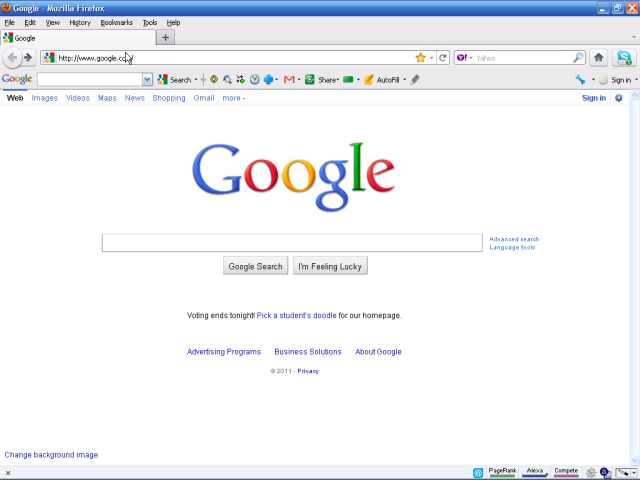 Google - Mozilla Firefox
File Edit View History Bookmarks Tools Help
Google
http://www.google.co
Yahoo
Google Search Share AutoFill Sign in
Web Images Videos Maps News Shopping Gmail more Sign in
Google
Advanced search
Language tools
Google Search I'm Feeling Lucky
Voting ends tonight! Pick a student's doodle for our homepage.
Advertising Programs Business Solutions About Google
© 2011 - Privacy
Change background image
PageRank Alexa Compete